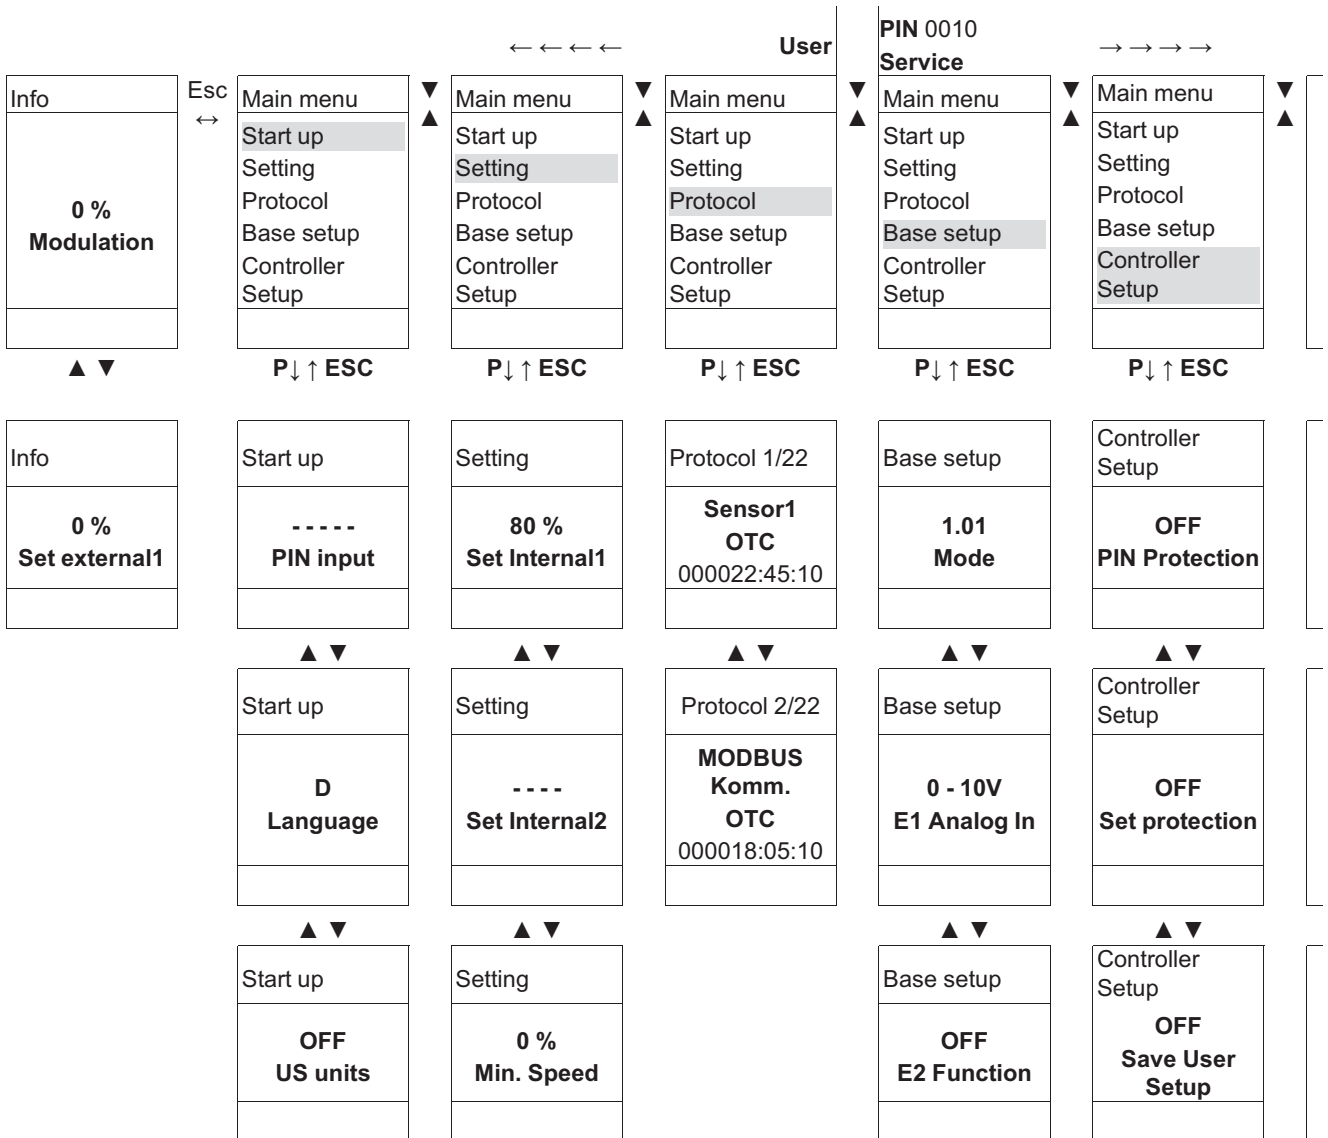 ← ← ← ← User
PIN 0010
Service → → → →
Info
0 %
Modulation
▲ ▼
Esc
↔
Main menu
Start up
Setting
Protocol
Base setup
Controller
Setup
P↓ ↑ ESC
▼
▲
Main menu
Start up
Setting
Protocol
Base setup
Controller
Setup
P↓ ↑ ESC
▼
▲
Main menu
Start up
Setting
Protocol
Base setup
Controller
Setup
P↓ ↑ ESC
▼
▲
Main menu
Start up
Setting
Protocol
Base setup
Controller
Setup
P↓ ↑ ESC
▼
▲
Main menu
Start up
Setting
Protocol
Base setup
Controller
Setup
P↓ ↑ ESC
▼
▲
Info
0 %
Set external1
Start up
- - - - -
PIN input
▲ ▼
Setting
80 %
Set Internal1
▲ ▼
Protocol 1/22
Sensor1
OTC
000022:45:10
▲ ▼
Base setup
1.01
Mode
▲ ▼
Controller
Setup
OFF
PIN Protection
▲ ▼
Start up
D
Language
▲ ▼
Setting
- - - -
Set Internal2
▲ ▼
Protocol 2/22
MODBUS
Komm.
OTC
000018:05:10
Base setup
0 - 10V
E1 Analog In
▲ ▼
Controller
Setup
OFF
Set protection
▲ ▼
Start up
OFF
US units
Setting
0 %
Min. Speed
Base setup
OFF
E2 Function
Controller
Setup
OFF
Save User
Setup